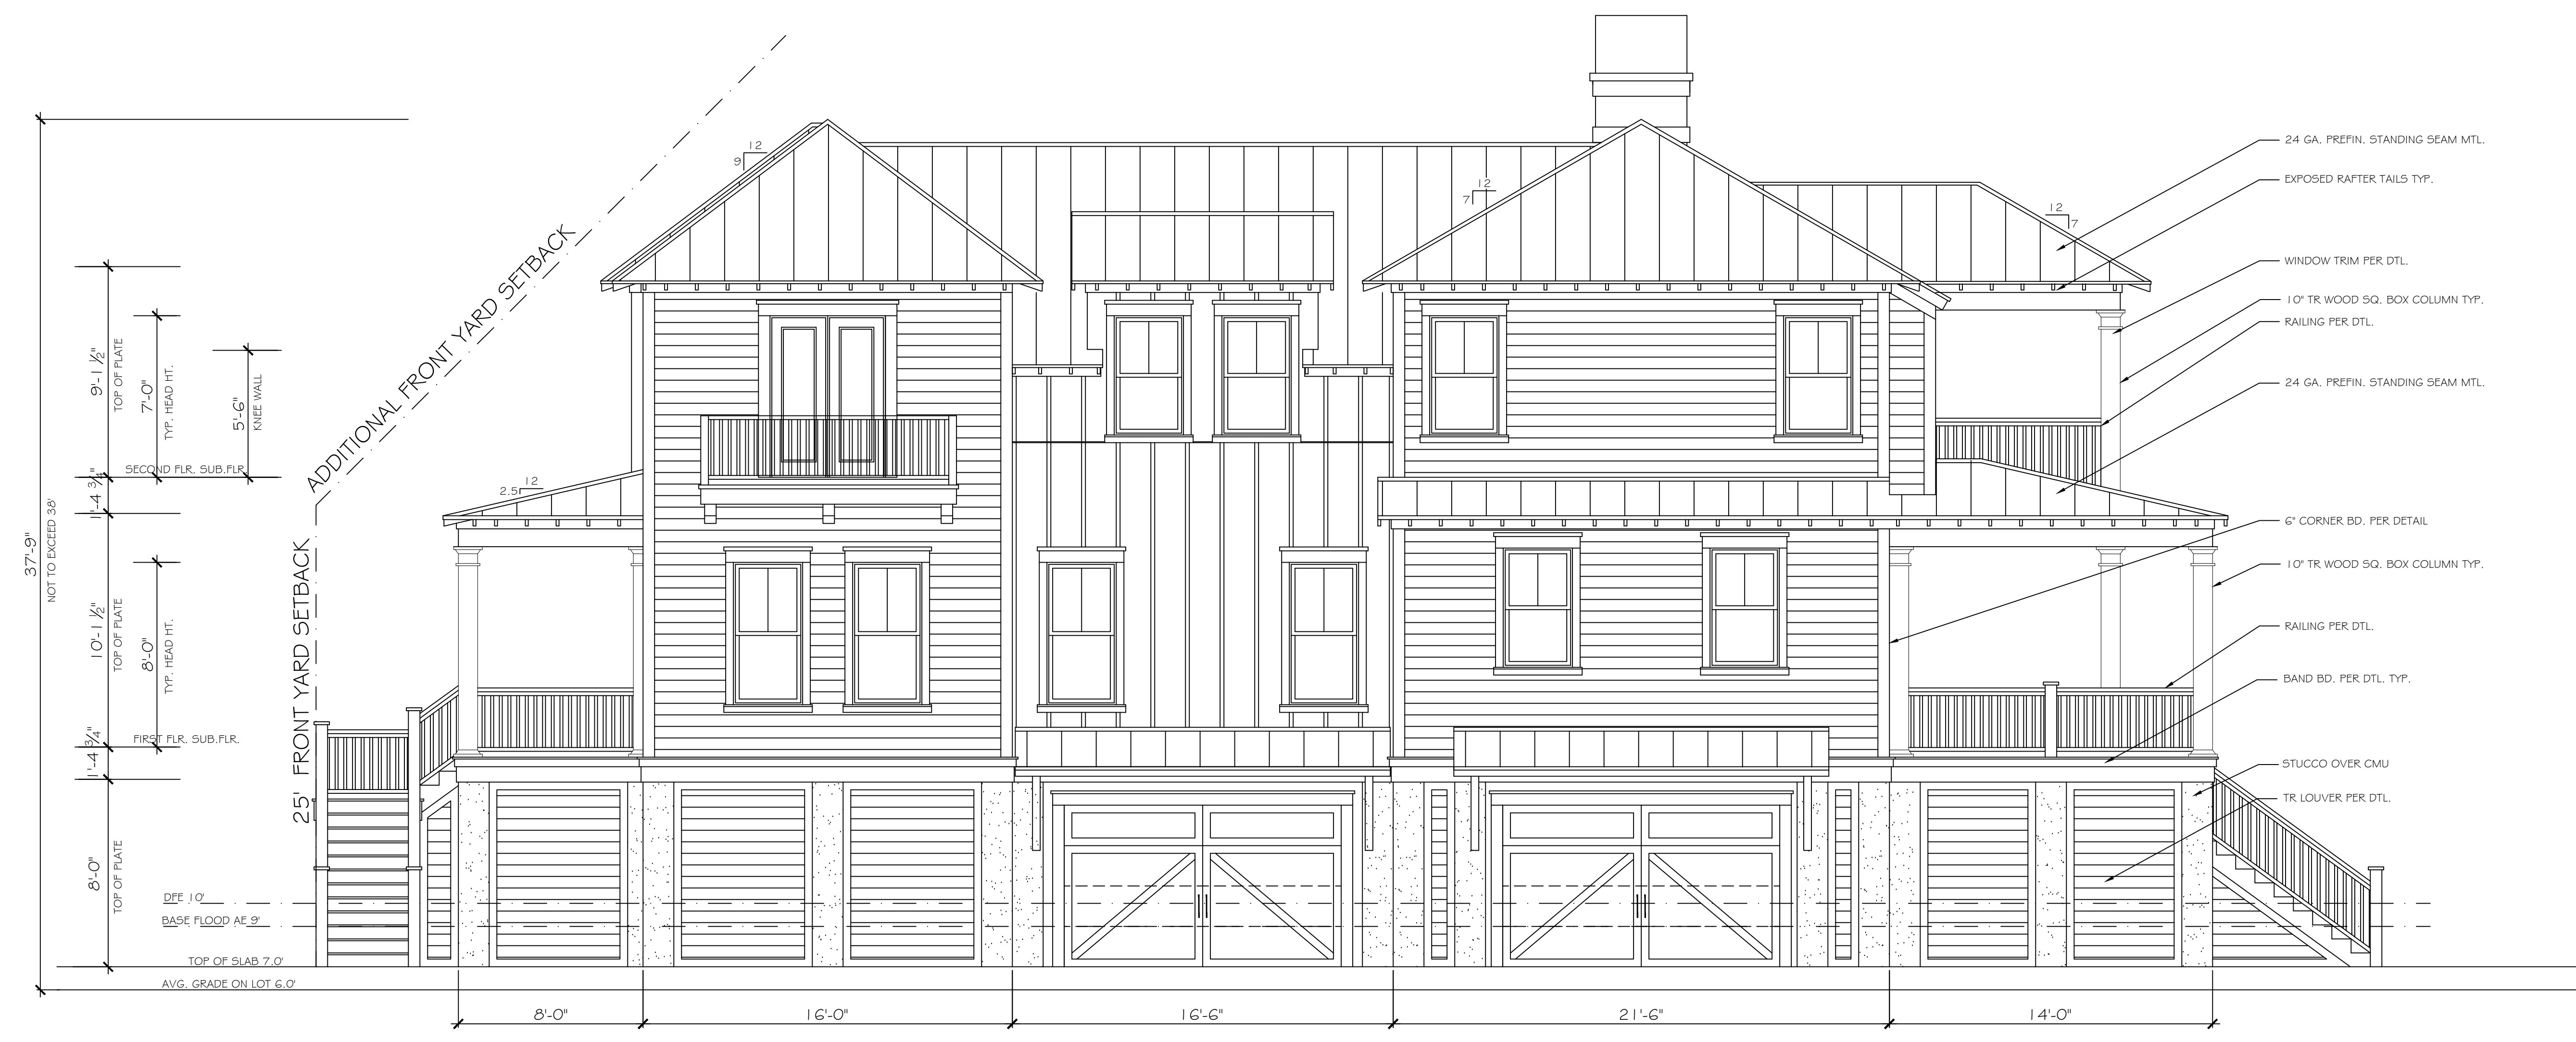 24 GA. PREFIN. STANDING SEAM MTL.
EXPOSED RAFTER TAILS TYP.
WINDOW TRIM PER DTL.
10" TR WOOD SQ. BOX COLUMN TYP.
RAILING PER DTL.
24 GA. PREFIN. STANDING SEAM MTL.
6" CORNER BD. PER DETAIL
10" TR WOOD SQ. BOX COLUMN TYP.
RAILING PER DTL.
BAND BD. PER DTL. TYP.
STUCCO OVER CMU
TR LOUVER PER DTL.
12
9
12
7
12
7
12
2.5
ADDITIONAL FRONT YARD SETBACK
25' FRONT YARD SETBACK
37'-9"
NOT TO EXCEED 38'
9'-1 1/2"
TOP OF PLATE
7'-0"
TYP. HEAD HT.
5'-6"
KNEE WALL
SECOND FLR. SUB.FLR.
1'-4 3/4"
10'-1 1/2"
TOP OF PLATE
8'-0"
TYP. HEAD HT.
FIRST FLR. SUB.FLR.
1'-4 3/4"
8'-0"
TOP OF PLATE
DFE 10'
BASE FLOOD AE 9'
TOP OF SLAB 7.0'
AVG. GRADE ON LOT 6.0'
8'-0"
16'-0"
16'-6"
21'-6"
14'-0"